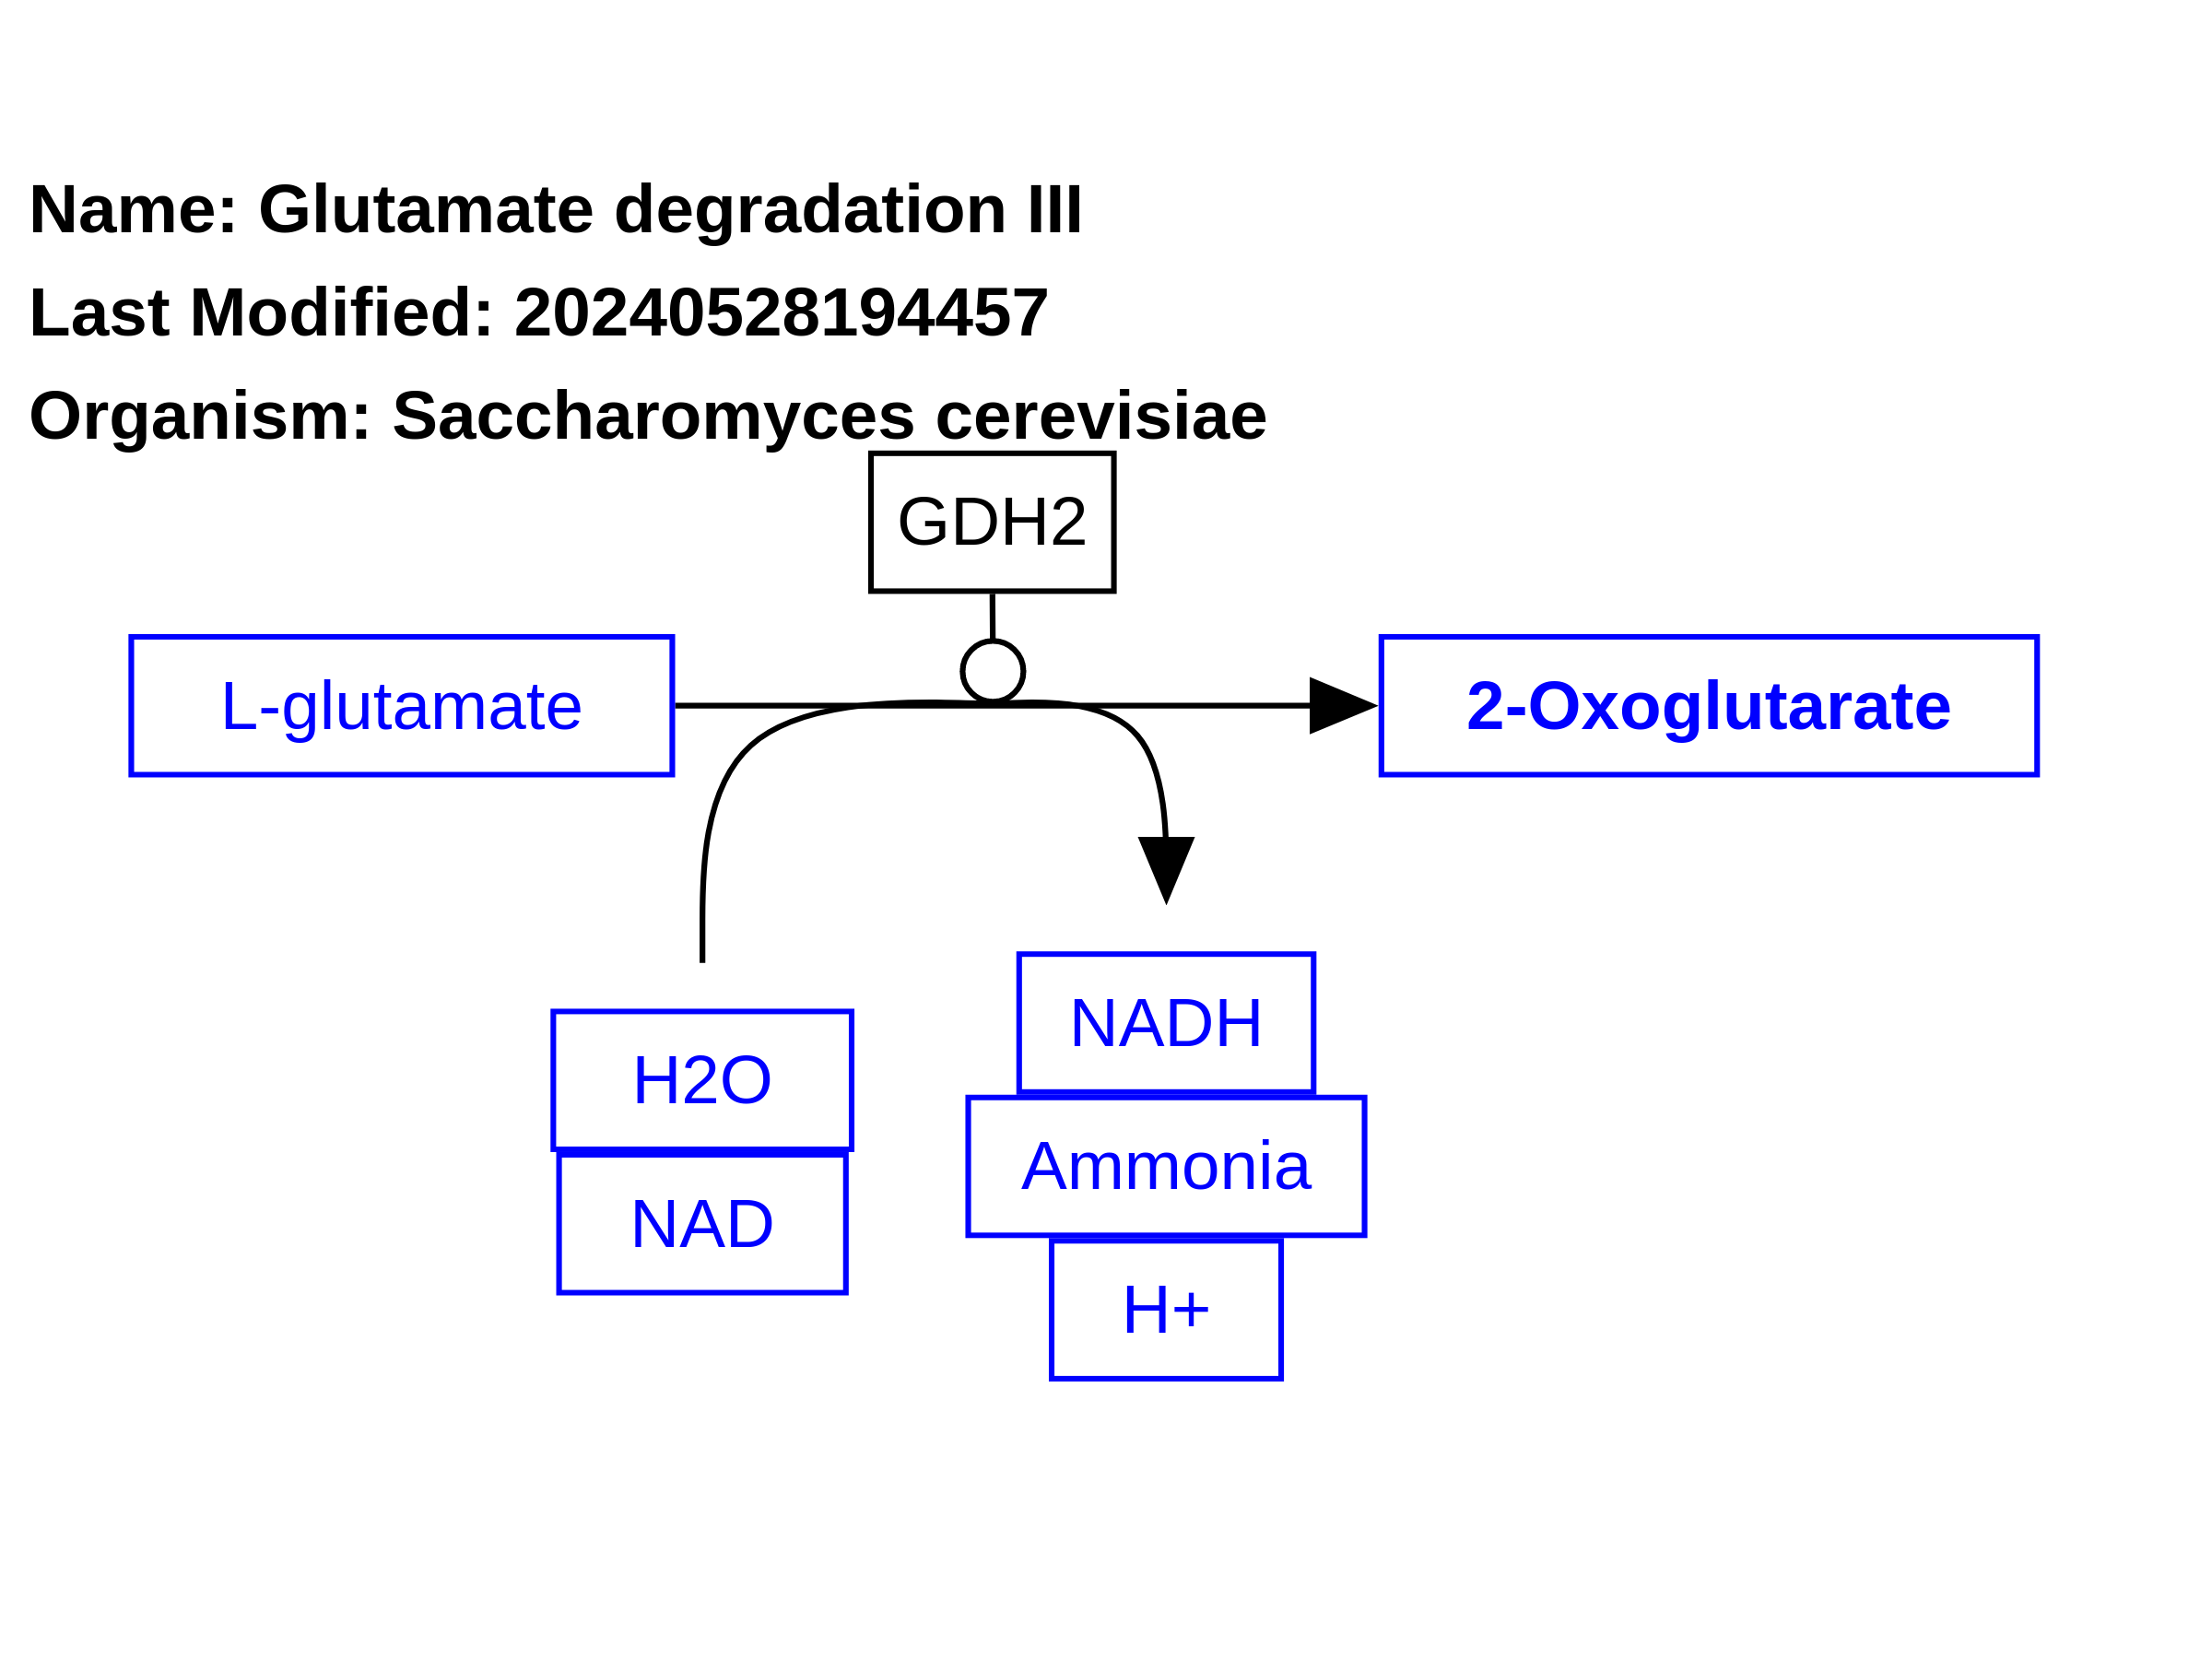 Name: Glutamate degradation III
Last Modified: 20240528194457
Organism: Saccharomyces cerevisiae
GDH2
L-glutamate
2-Oxoglutarate
NADH
H2O
Ammonia
NAD
H+